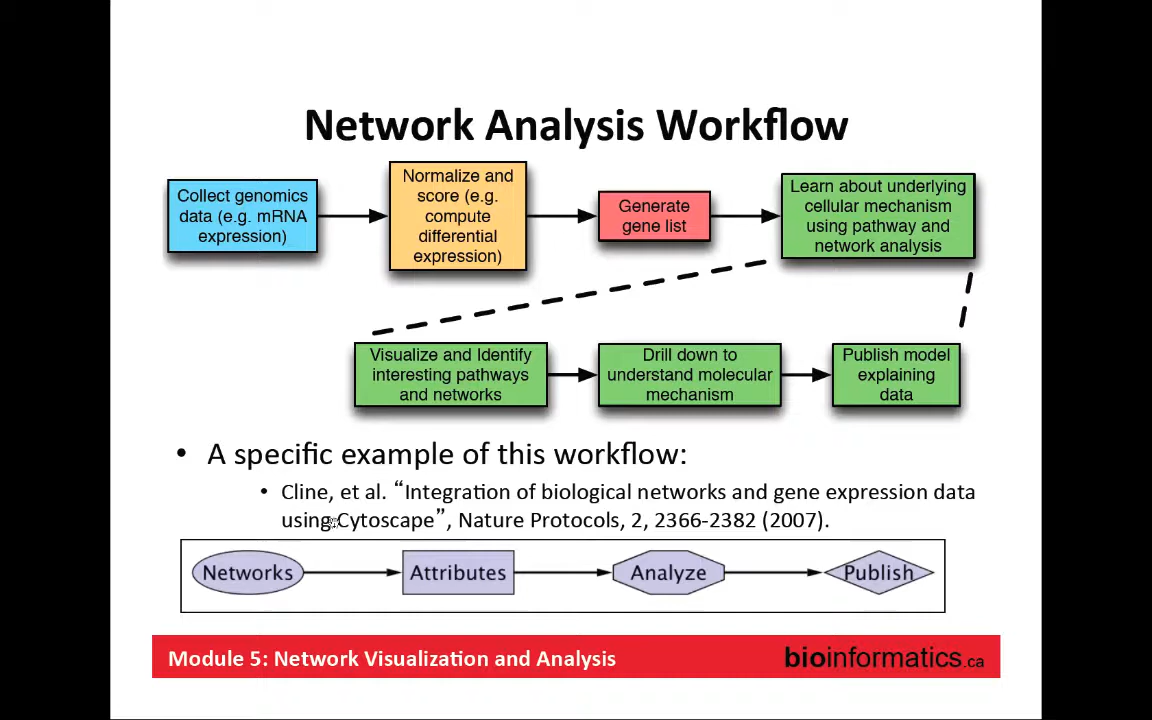 Network Analysis Workflow
Collect genomics
data (e.g. mRNA
expression)
Normalize and
score (e.g.
compute
differential
expression)
Generate
gene list
Learn about underlying
cellular mechanism
using pathway and
network analysis
Visualize and Identify
interesting pathways
and networks
Drill down to
understand molecular
mechanism
Publish model
explaining
data
• A specific example of this workflow:
• Cline, et al. “Integration of biological networks and gene expression data
using Cytoscape”, Nature Protocols, 2, 2366-2382 (2007).
Networks
Attributes
Analyze
Publish
Module 5: Network Visualization and Analysis
bioinformatics.ca